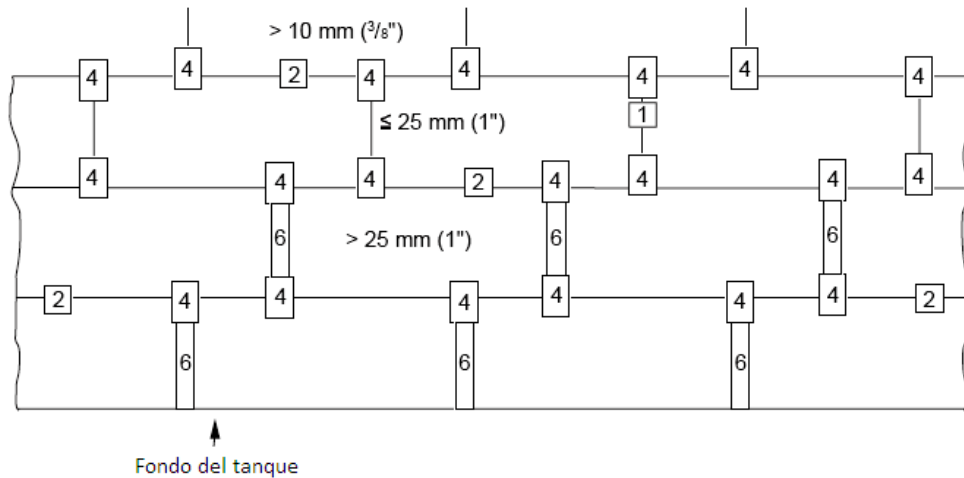 > 10 mm (3/8")
4 4 2 4 4 4 4 4
1
≤ 25 mm (1")
4 4 4 2 4 4 4 4
6 > 25 mm (1") 6 6
2 4 4 4 4 4 4 2
6 6 6
Fondo del tanque